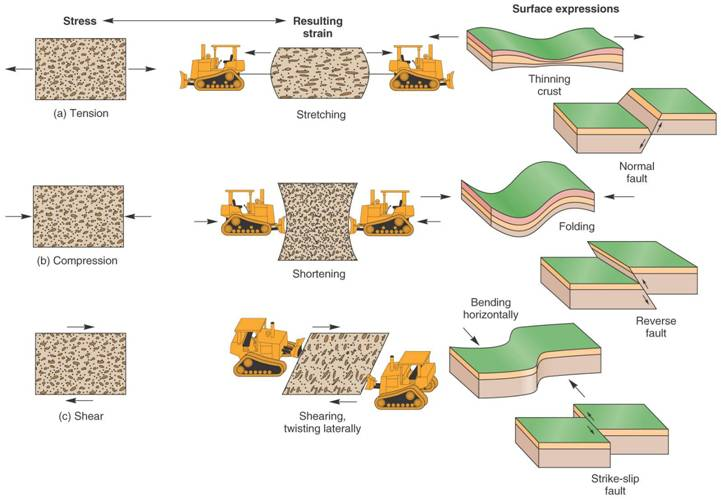 Stress
Resulting
strain
Surface expressions
(a) Tension
Stretching
Thinning
crust
Normal
fault
(b) Compression
Shortening
Folding
Reverse
fault
Bending
horizontally
(c) Shear
Shearing,
twisting laterally
Strike-slip
fault